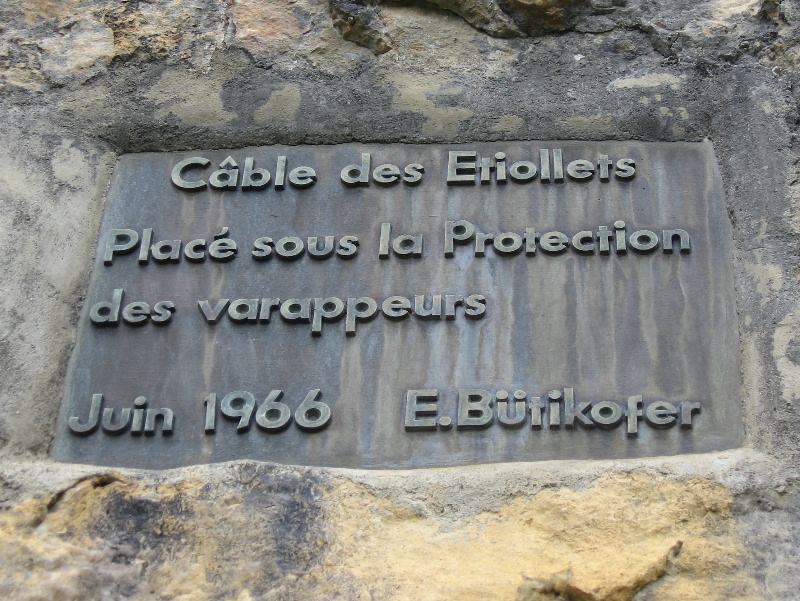 Câble des Etiollets
Placé sous la Protection
des varappeurs
Juin 1966 E.Bütikofer